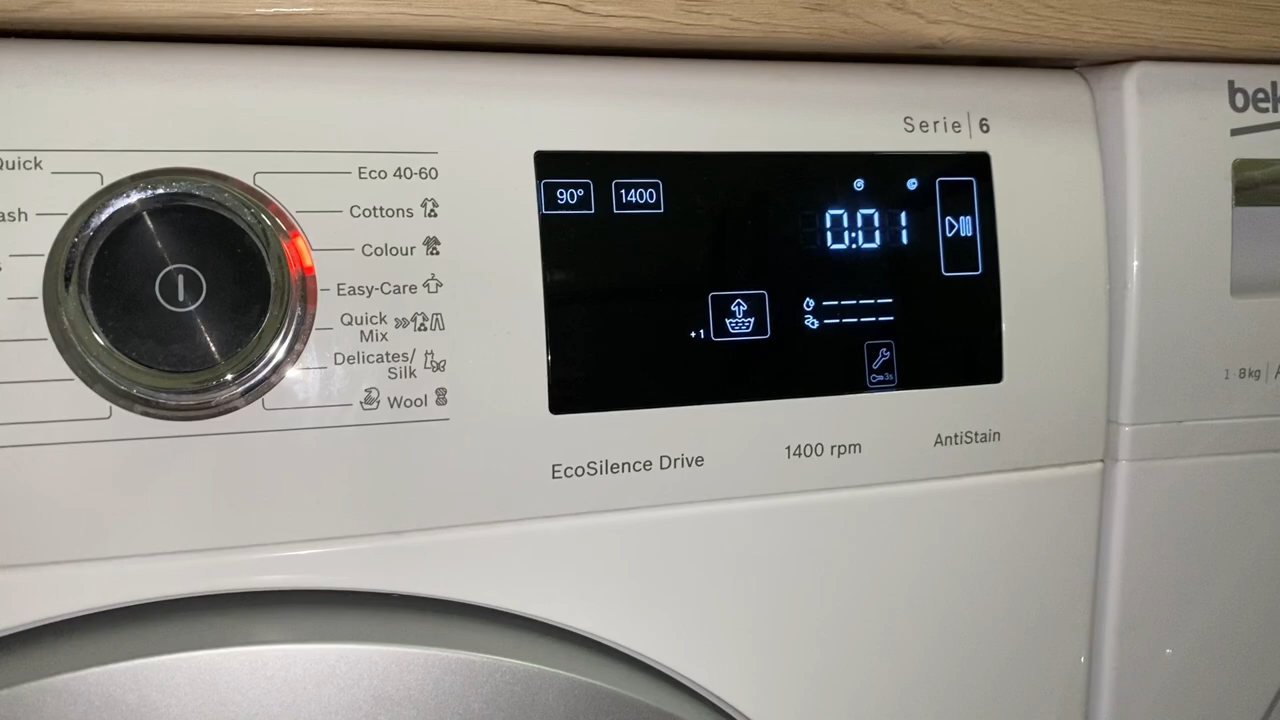 Serie | 6
Quick
ash
Eco 40-60
Cottons
Colour
Easy-Care
Quick
Mix
Delicates/
Silk
Wool
90°
1400
0:01
+1
3s
EcoSilence Drive
1400 rpm
AntiStain
bek
1-8kg